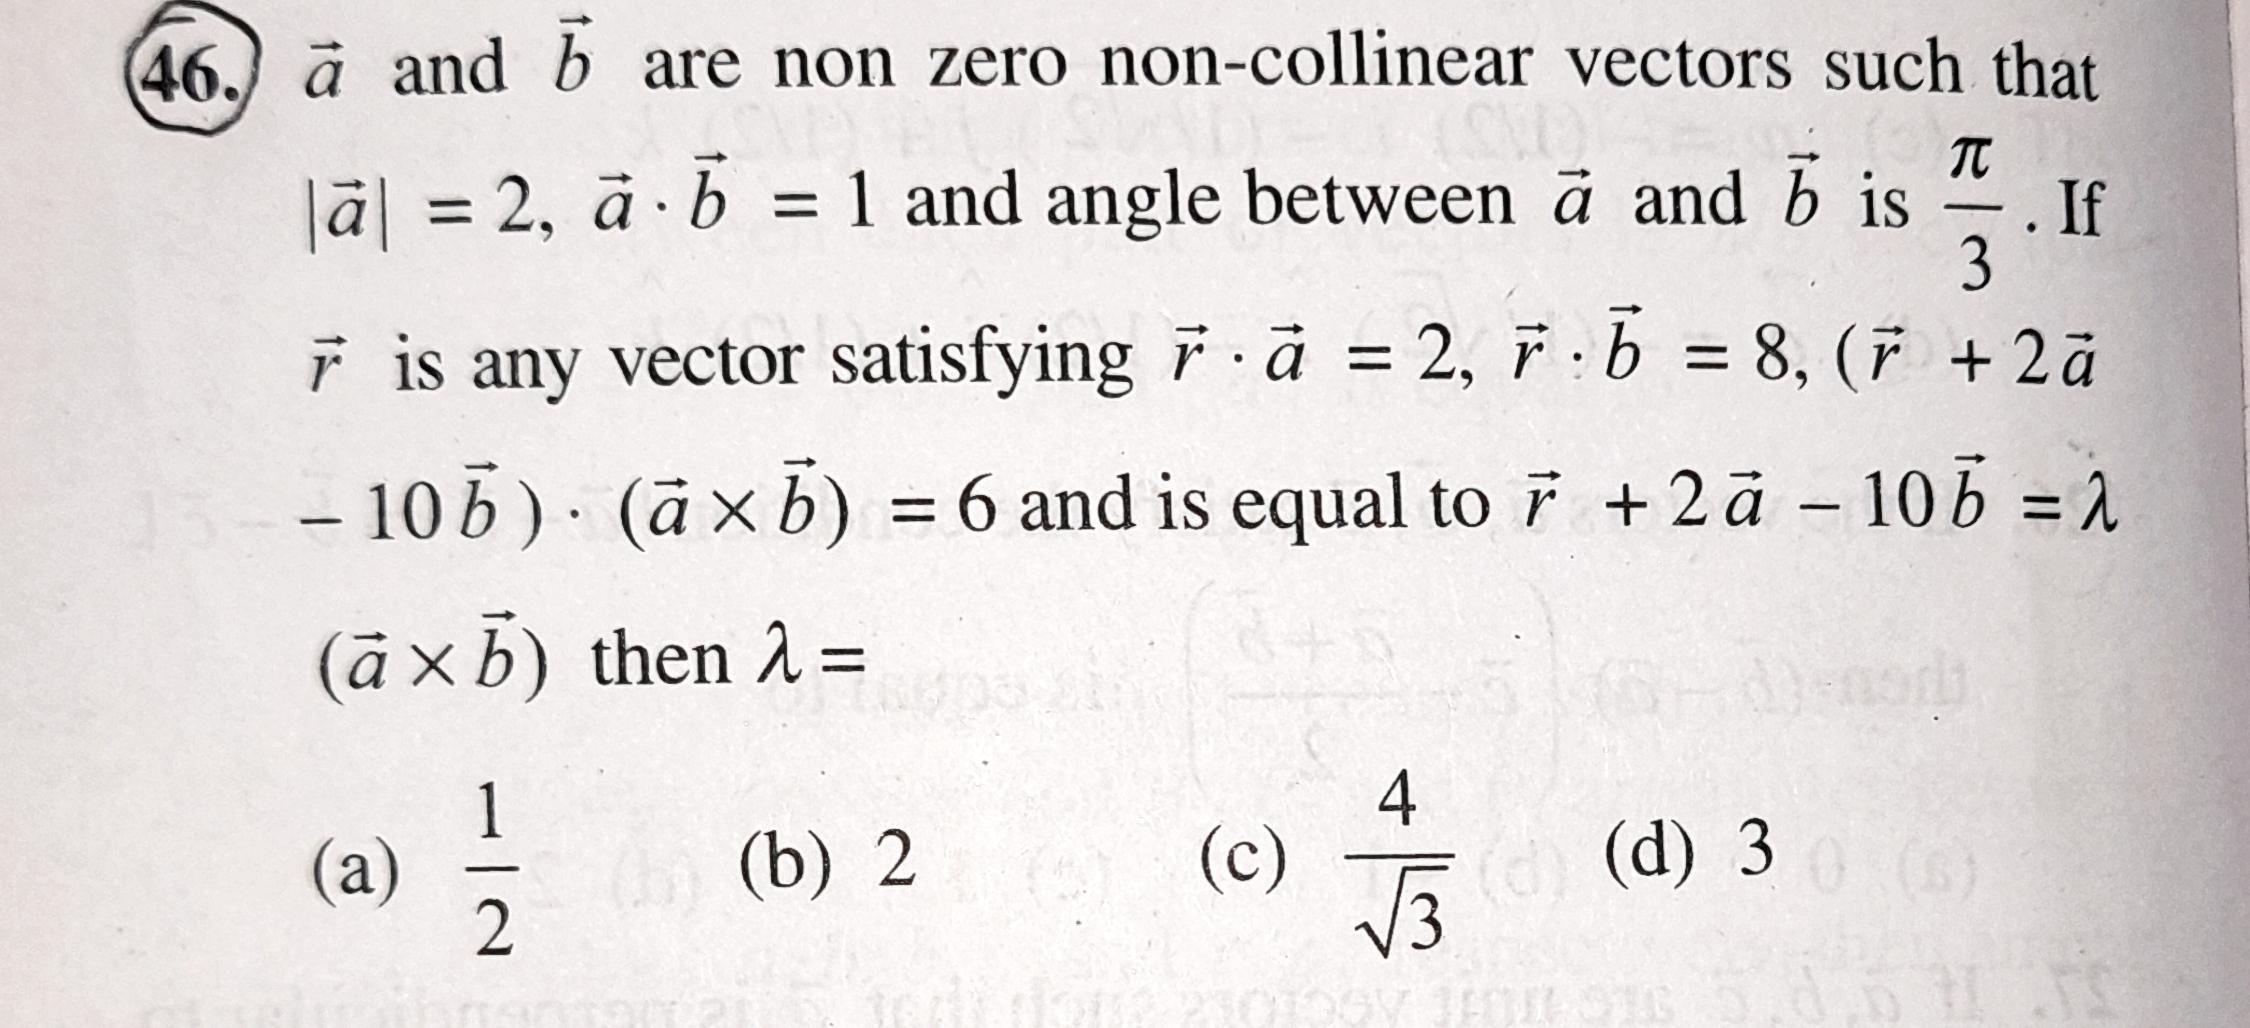 46. $\vec{a}$ and $\vec{b}$ are non zero non-collinear vectors such that
$|\vec{a}| = 2$, $\vec{a} \cdot \vec{b} = 1$ and angle between $\vec{a}$ and $\vec{b}$ is $\frac{\pi}{3}$. If
$\vec{r}$ is any vector satisfying $\vec{r} \cdot \vec{a} = 2$, $\vec{r} \cdot \vec{b} = 8$, $(\vec{r} + 2\vec{a}$
$- 10\vec{b}) \cdot (\vec{a} \times \vec{b}) = 6$ and is equal to $\vec{r} + 2\vec{a} - 10\vec{b} = \lambda$
$(\vec{a} \times \vec{b})$ then $\lambda =$
(a) $\frac{1}{2}$ (b) 2 (c) $\frac{4}{\sqrt{3}}$ (d) 3